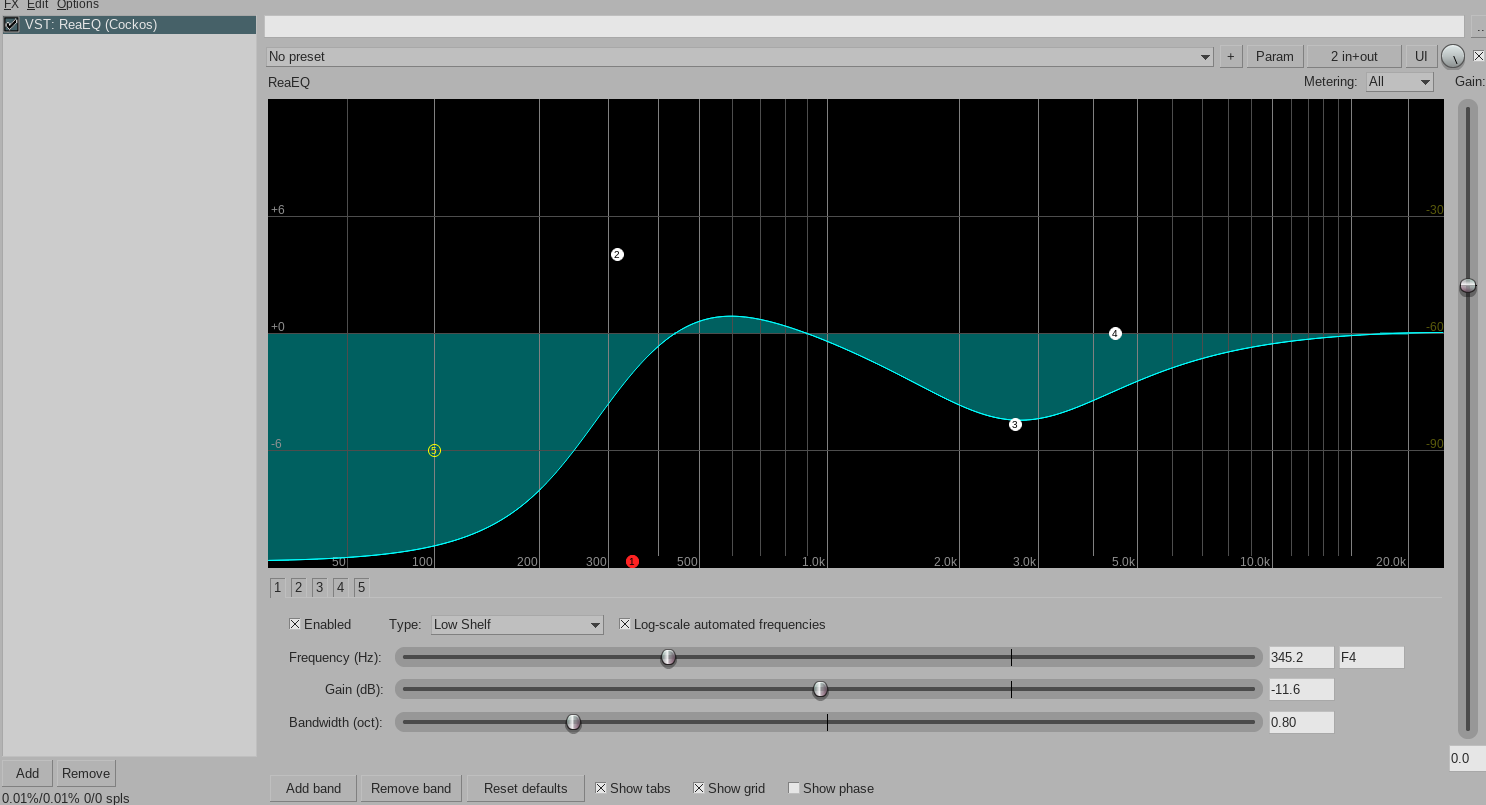 FX Edit Options
VST: ReaEQ (Cockos)
..
No preset
+ Param 2 in+out UI
ReaEQ
Metering: All Gain:
+6 -30
2
+0 -60
4
3
-6 -90
5
50 100 200 300 1 500 1.0k 2.0k 3.0k 5.0k 10.0k 20.0k
1 2 3 4 5
Enabled Type: Low Shelf Log-scale automated frequencies
Frequency (Hz): 345.2 F4
Gain (dB): -11.6
Bandwidth (oct): 0.80
0.0
Add Remove
Add band Remove band Reset defaults Show tabs Show grid Show phase
0.01%/0.01% 0/0 spls